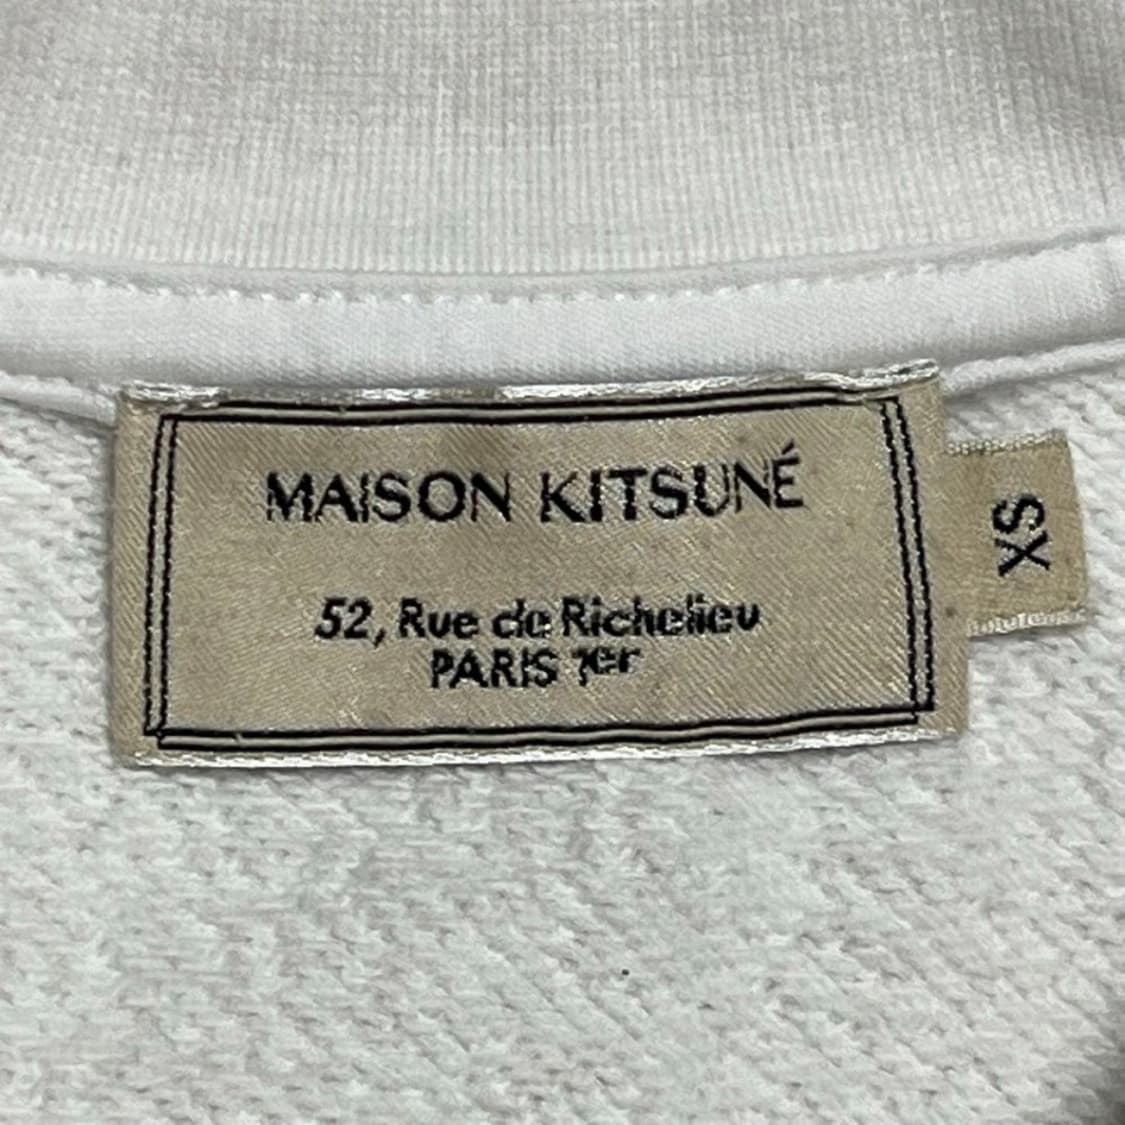 MAISON KITSUNÉ
52, Rue de Richelieu
PARIS 1er
XS